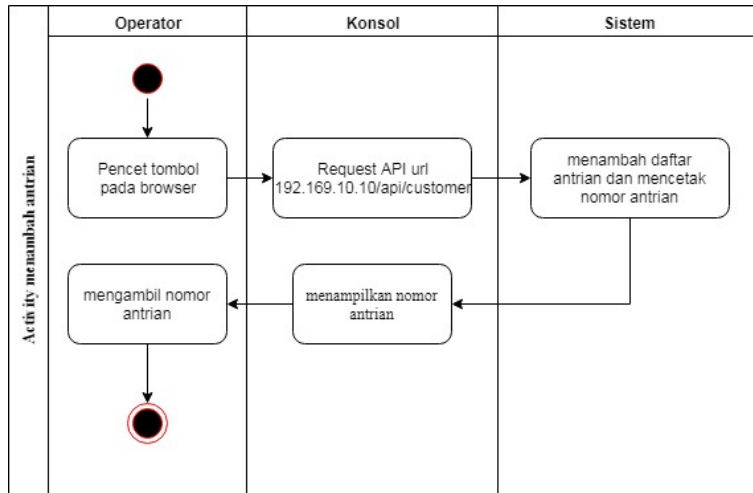 Operator
Konsol
Sistem
Activity menambah antrian
Pencet tombol
pada browser
Request API url
192.169.10.10/api/customer
menambah daftar
antrian dan mencetak
nomor antrian
mengambil nomor
antrian
menampilkan nomor
antrian